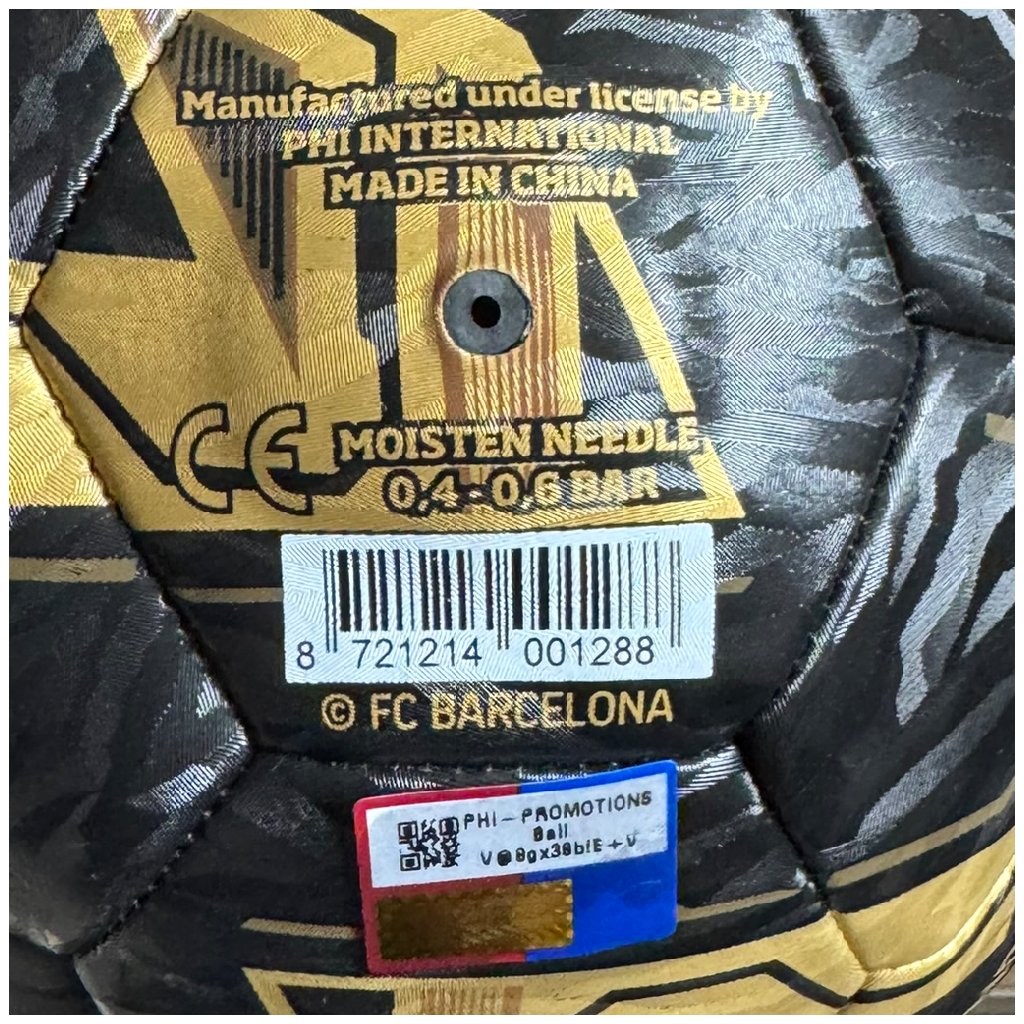 Manufactured under license by
PHI INTERNATIONAL
MADE IN CHINA
CE MOISTEN NEEDLE
0,4 - 0,6 BAR
8 721214 001288
© FC BARCELONA
PHI - PROMOTIONS
Ball